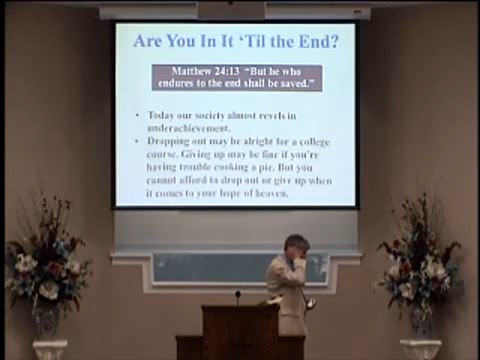 Are You In It ‘Til the End?
Matthew 24:13 “But he who
endures to the end shall be saved.”
• Today our society almost revels in
underachievement.
• Dropping out may be alright for a college
course. Giving up may be fine if you're
having trouble cooking a pie. But you
cannot afford to drop out or give up when
it comes to your hope of heaven.